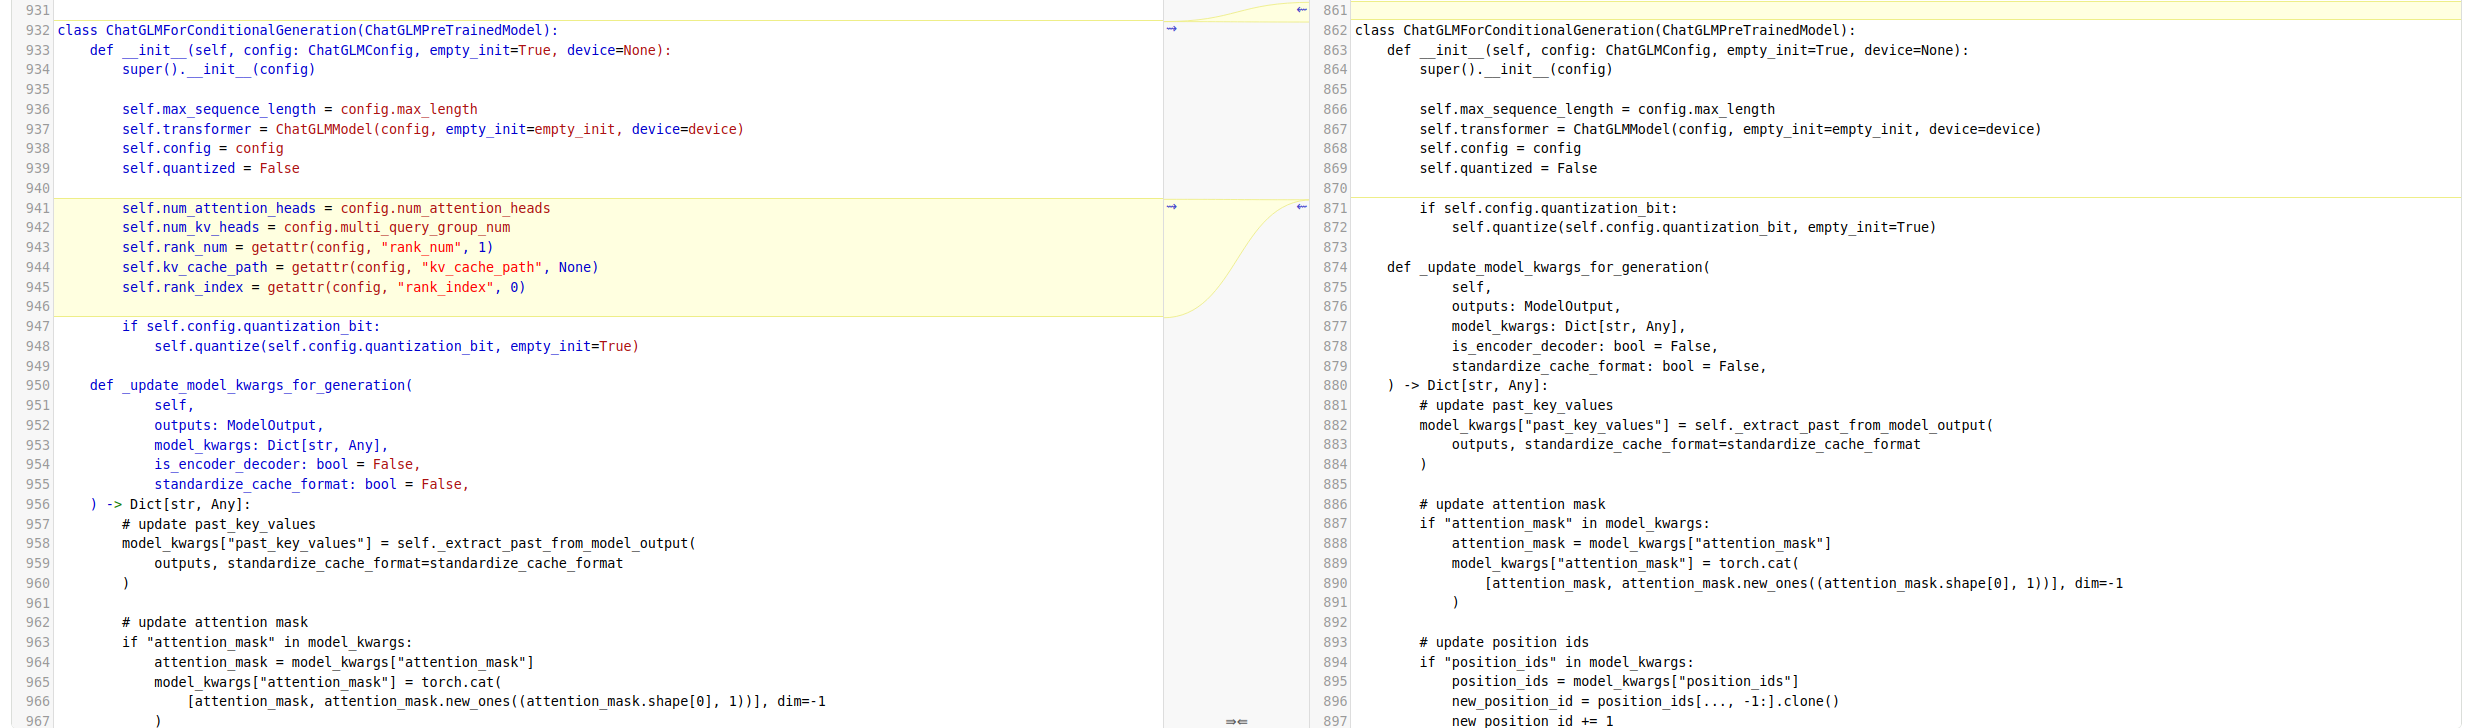 931
932 class ChatGLMForConditionalGeneration(ChatGLMPreTrainedModel):
933     def __init__(self, config: ChatGLMConfig, empty_init=True, device=None):
934         super().__init__(config)
935
936         self.max_sequence_length = config.max_length
937         self.transformer = ChatGLMModel(config, empty_init=empty_init, device=device)
938         self.config = config
939         self.quantized = False
940
941         self.num_attention_heads = config.num_attention_heads
942         self.num_kv_heads = config.multi_query_group_num
943         self.rank_num = getattr(config, "rank_num", 1)
944         self.kv_cache_path = getattr(config, "kv_cache_path", None)
945         self.rank_index = getattr(config, "rank_index", 0)
946
947         if self.config.quantization_bit:
948             self.quantize(self.config.quantization_bit, empty_init=True)
949
950     def _update_model_kwargs_for_generation(
951             self,
952             outputs: ModelOutput,
953             model_kwargs: Dict[str, Any],
954             is_encoder_decoder: bool = False,
955             standardize_cache_format: bool = False,
956     ) -> Dict[str, Any]:
957         # update past_key_values
958         model_kwargs["past_key_values"] = self._extract_past_from_model_output(
959             outputs, standardize_cache_format=standardize_cache_format
960         )
961
962         # update attention mask
963         if "attention_mask" in model_kwargs:
964             attention_mask = model_kwargs["attention_mask"]
965             model_kwargs["attention_mask"] = torch.cat(
966                 [attention_mask, attention_mask.new_ones((attention_mask.shape[0], 1))], dim=-1
967             )
861
862 class ChatGLMForConditionalGeneration(ChatGLMPreTrainedModel):
863     def __init__(self, config: ChatGLMConfig, empty_init=True, device=None):
864         super().__init__(config)
865
866         self.max_sequence_length = config.max_length
867         self.transformer = ChatGLMModel(config, empty_init=empty_init, device=device)
868         self.config = config
869         self.quantized = False
870
871         if self.config.quantization_bit:
872             self.quantize(self.config.quantization_bit, empty_init=True)
873
874     def _update_model_kwargs_for_generation(
875             self,
876             outputs: ModelOutput,
877             model_kwargs: Dict[str, Any],
878             is_encoder_decoder: bool = False,
879             standardize_cache_format: bool = False,
880     ) -> Dict[str, Any]:
881         # update past_key_values
882         model_kwargs["past_key_values"] = self._extract_past_from_model_output(
883             outputs, standardize_cache_format=standardize_cache_format
884         )
885
886         # update attention mask
887         if "attention_mask" in model_kwargs:
888             attention_mask = model_kwargs["attention_mask"]
889             model_kwargs["attention_mask"] = torch.cat(
890                 [attention_mask, attention_mask.new_ones((attention_mask.shape[0], 1))], dim=-1
891             )
892
893         # update position ids
894         if "position_ids" in model_kwargs:
895             position_ids = model_kwargs["position_ids"]
896             new_position_id = position_ids[..., -1:].clone()
897             new_position_id += 1